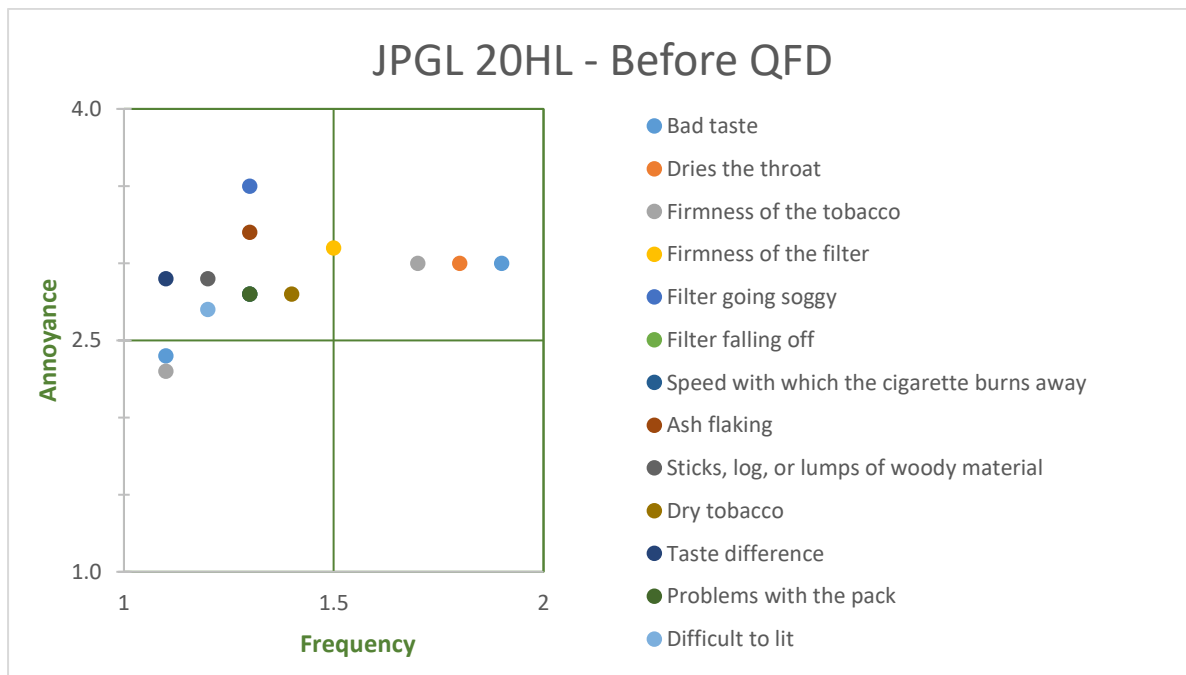 JPGL 20HL - Before QFD
4.0
2.5
1.0
Annoyance
1
1.5
2
Frequency
Bad taste
Dries the throat
Firmness of the tobacco
Firmness of the filter
Filter going soggy
Filter falling off
Speed with which the cigarette burns away
Ash flaking
Sticks, log, or lumps of woody material
Dry tobacco
Taste difference
Problems with the pack
Difficult to lit